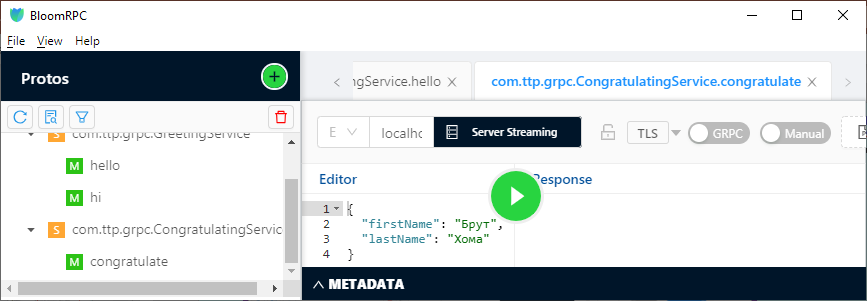 BloomRPC
File View Help
Protos
com.ttp.grpc.GreetingService
hello
hi
com.ttp.grpc.CongratulatingServic
congratulate
ngService.hello
com.ttp.grpc.CongratulatingService.congratulate
E localhc Server Streaming TLS GRPC Manual
Editor Response
1 {
2 "firstName": "Брут",
3 "lastName": "Хома"
4 }
METADATA